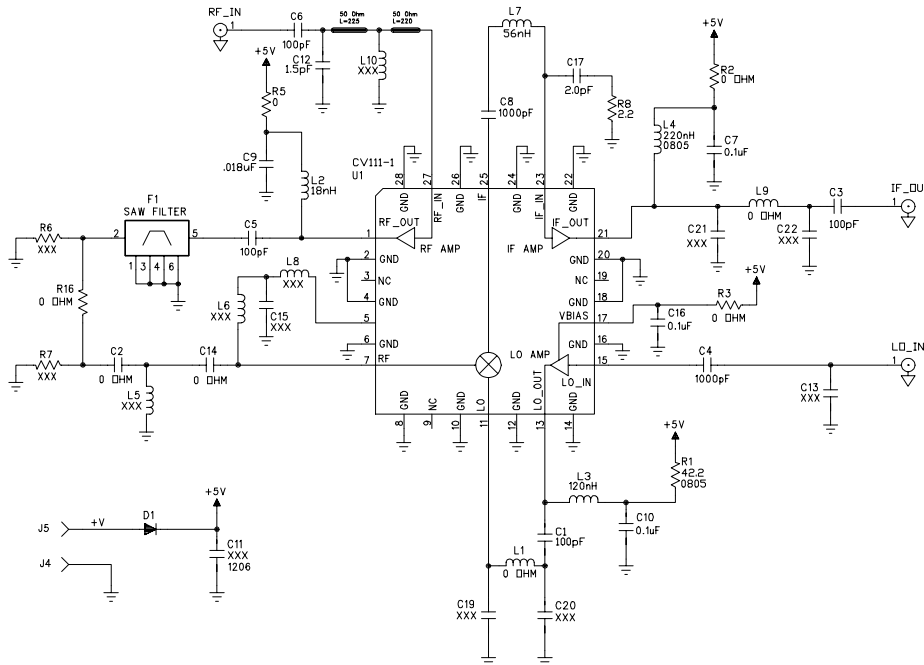 RF_IN
1
C6
100pF
50 Ohm
L=225
50 Ohm
L=220
C12
1.5pF
L10
XXX
L7
56nH
C17
2.0pF
R8
2.2
C8
1000pF
+5V
R5
0
C9
.018uF
L2
18nH
+5V
R2
0 OHM
L4
220nH
0805
C7
0.1uF
CV111-1
U1
28
27
26
25
24
23
22
GND
RF_IN
GND
IF
GND
IF_IN
GND
F1
SAW FILTER
2
5
1
3
4
6
R6
XXX
R16
0 OHM
R7
XXX
C5
100pF
L8
XXX
L6
XXX
C15
XXX
C2
0 OHM
C14
0 OHM
L5
XXX
1
RF_OUT
RF AMP
2
GND
3
NC
4
GND
5
6
GND
7
RF
IF_OUT
IF AMP
21
20
GND
19
NC
18
GND
VBIAS
17
16
GND
LO AMP
15
LO_IN
L9
0 OHM
C3
100pF
IF_OU
1
C21
XXX
C22
XXX
+5V
R3
0 OHM
C16
0.1uF
LO_IN
1
C4
1000pF
C13
XXX
GND
NC
GND
LO
GND
LO_OUT
GND
8
9
10
11
12
13
14
+5V
R1
42.2
0805
L3
120nH
C10
0.1uF
C1
100pF
L1
0 OHM
C19
XXX
C20
XXX
J5
+V
D1
+5V
C11
XXX
1206
J4